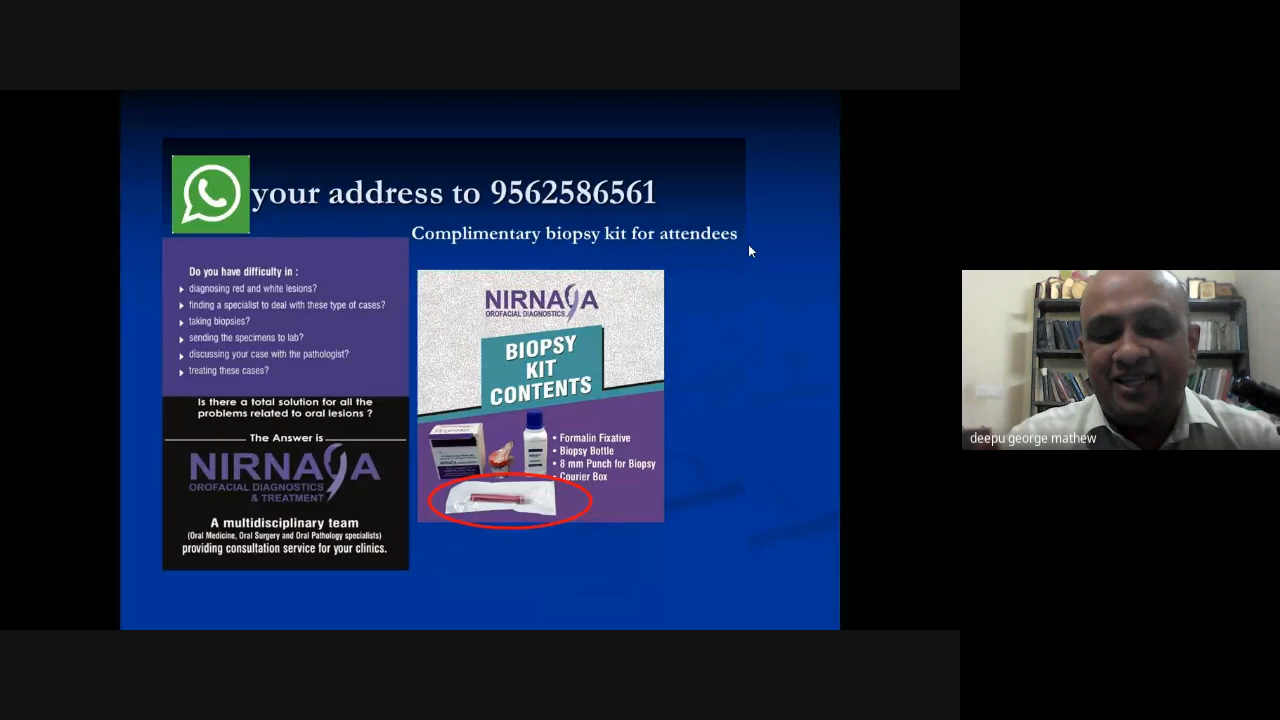 your address to 9562586561
Complimentary biopsy kit for attendees
Do you have difficulty in :
diagnosing red and white lesions?
finding a specialist to deal with these type of cases?
taking biopsies?
sending the specimens to lab?
discussing your case with the pathologist?
treating these cases?
Is there a total solution for all the
problems related to oral lesions ?
The Answer is
NIRNAYA
OROFACIAL DIAGNOSTICS
& TREATMENT
A multidisciplinary team
(Oral Medicine, Oral Surgery and Oral Pathology specialists)
providing consultation service for your clinics.
NIRNAYA
OROFACIAL DIAGNOSTICS
BIOPSY
KIT
CONTENTS
• Formalin Fixative
• Biopsy Bottle
• 8 mm Punch for Biopsy
Courier Box
deepu george mathew